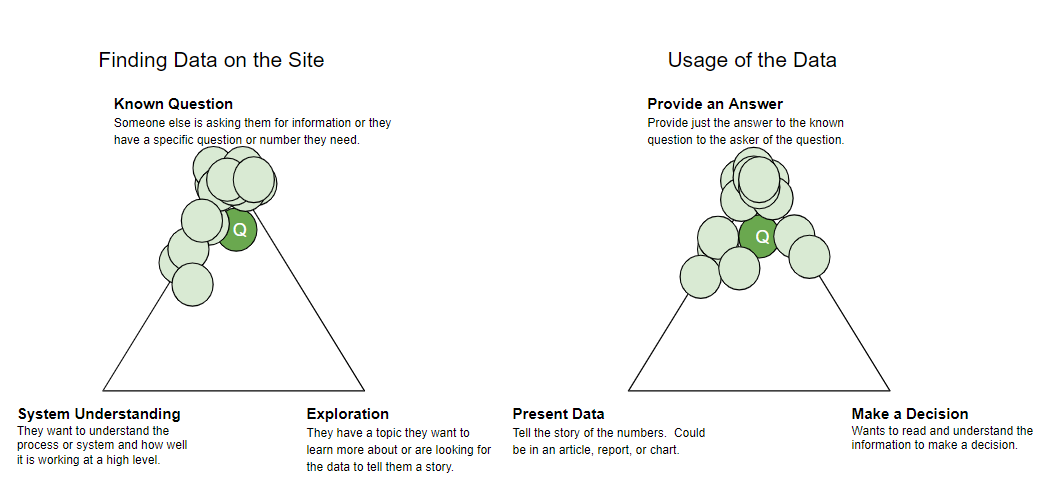 Finding Data on the Site
Known Question
Someone else is asking them for information or they
have a specific question or number they need.
Q
System Understanding
They want to understand the
process or system and how well
it is working at a high level.
Exploration
They have a topic they want to
learn more about or are looking for
the data to tell them a story.
Usage of the Data
Provide an Answer
Provide just the answer to the known
question to the asker of the question.
Q
Present Data
Tell the story of the numbers. Could
be in an article, report, or chart.
Make a Decision
Wants to read and understand the
information to make a decision.